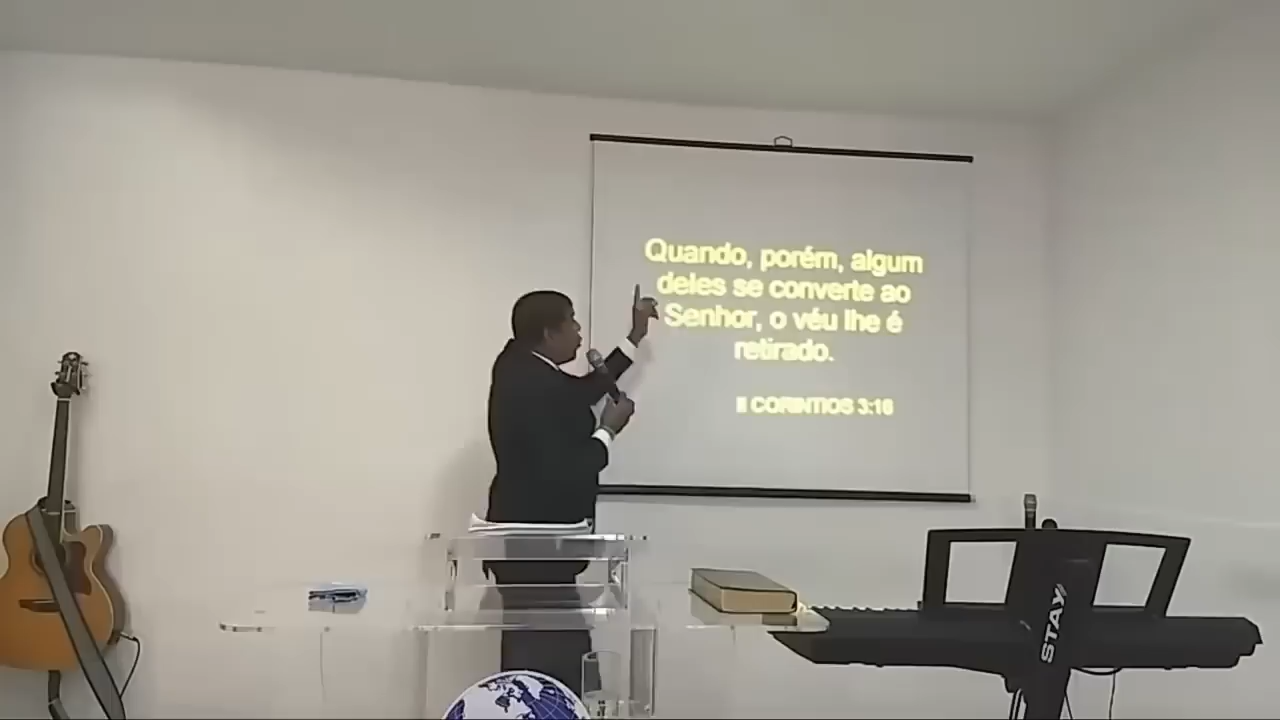 Quando, porém, algum
deles se converte ao
Senhor, o véu lhe é
retirado.
II CORINTIOS 3:16
STAY